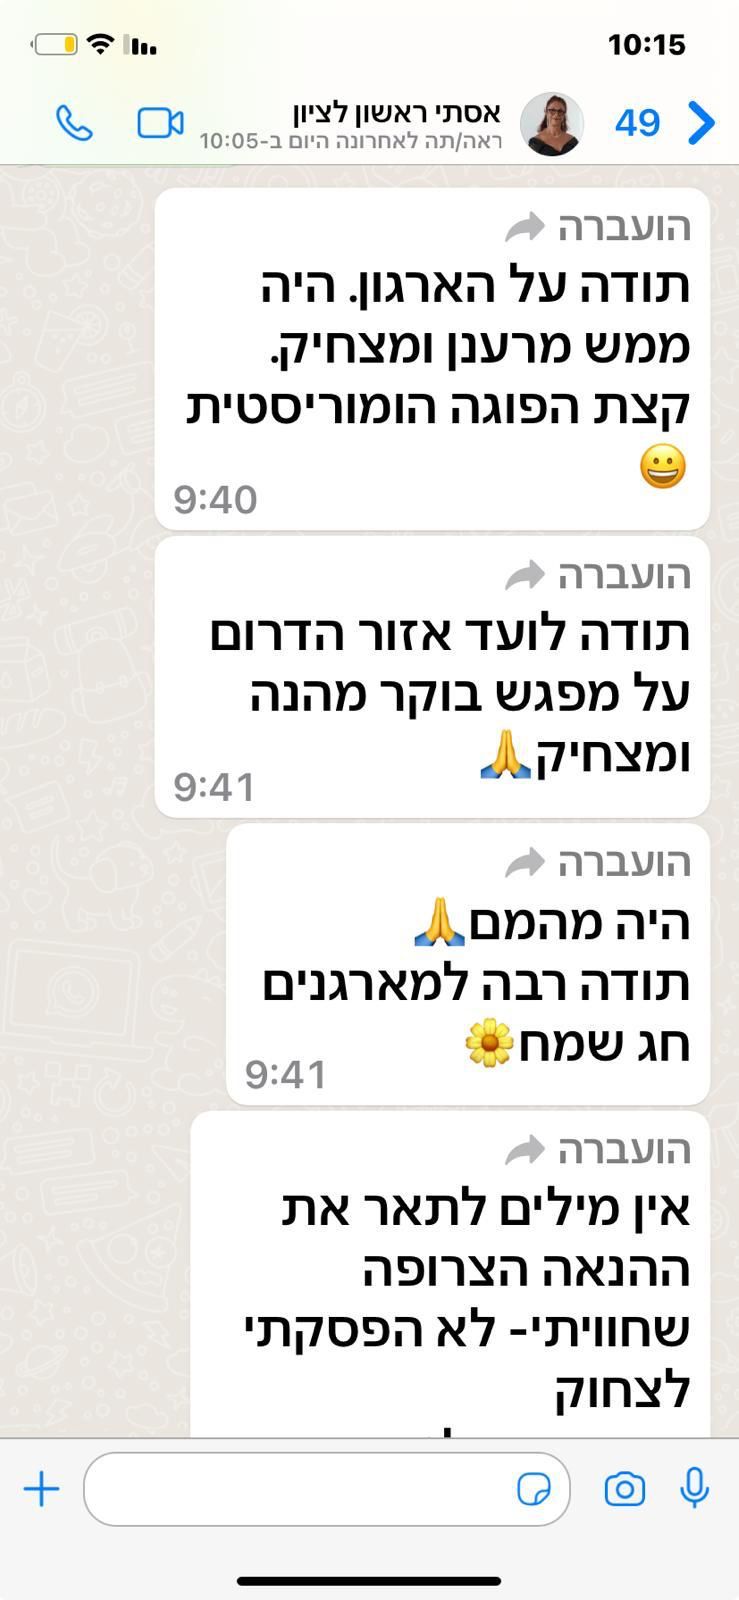 10:15
49
אסתי ראשון לציון
ראה/תה לאחרונה היום ב-10:05
הועברה
תודה על הארגון. היה
ממש מרענן ומצחיק.
קצת הפוגה הומוריסטית
😀
9:40
הועברה
תודה לועד אזור הדרום
על מפגש בוקר מהנה
ומצחיק🙏
9:41
הועברה
היה מהמם🙏
תודה רבה למארגנים
חג שמח🌼
9:41
הועברה
אין מילים לתאר את
ההנאה הצרופה
שחוויתי- לא הפסקתי
לצחוק